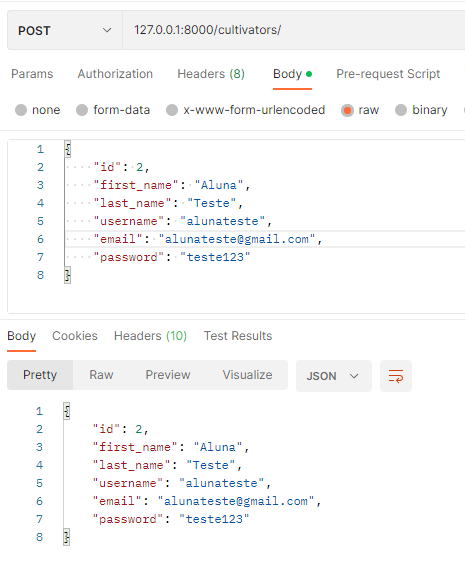 POST 127.0.0.1:8000/cultivators/
Params Authorization Headers (8) Body Pre-request Script
none form-data x-www-form-urlencoded raw binary
1 {
2 "id": 2,
3 "first_name": "Aluna",
4 "last_name": "Teste",
5 "username": "alunateste",
6 "email": "alunateste@gmail.com",
7 "password": "teste123"
8 }
Body Cookies Headers (10) Test Results
Pretty Raw Preview Visualize JSON
1 {
2 "id": 2,
3 "first_name": "Aluna",
4 "last_name": "Teste",
5 "username": "alunateste",
6 "email": "alunateste@gmail.com",
7 "password": "teste123"
8 }